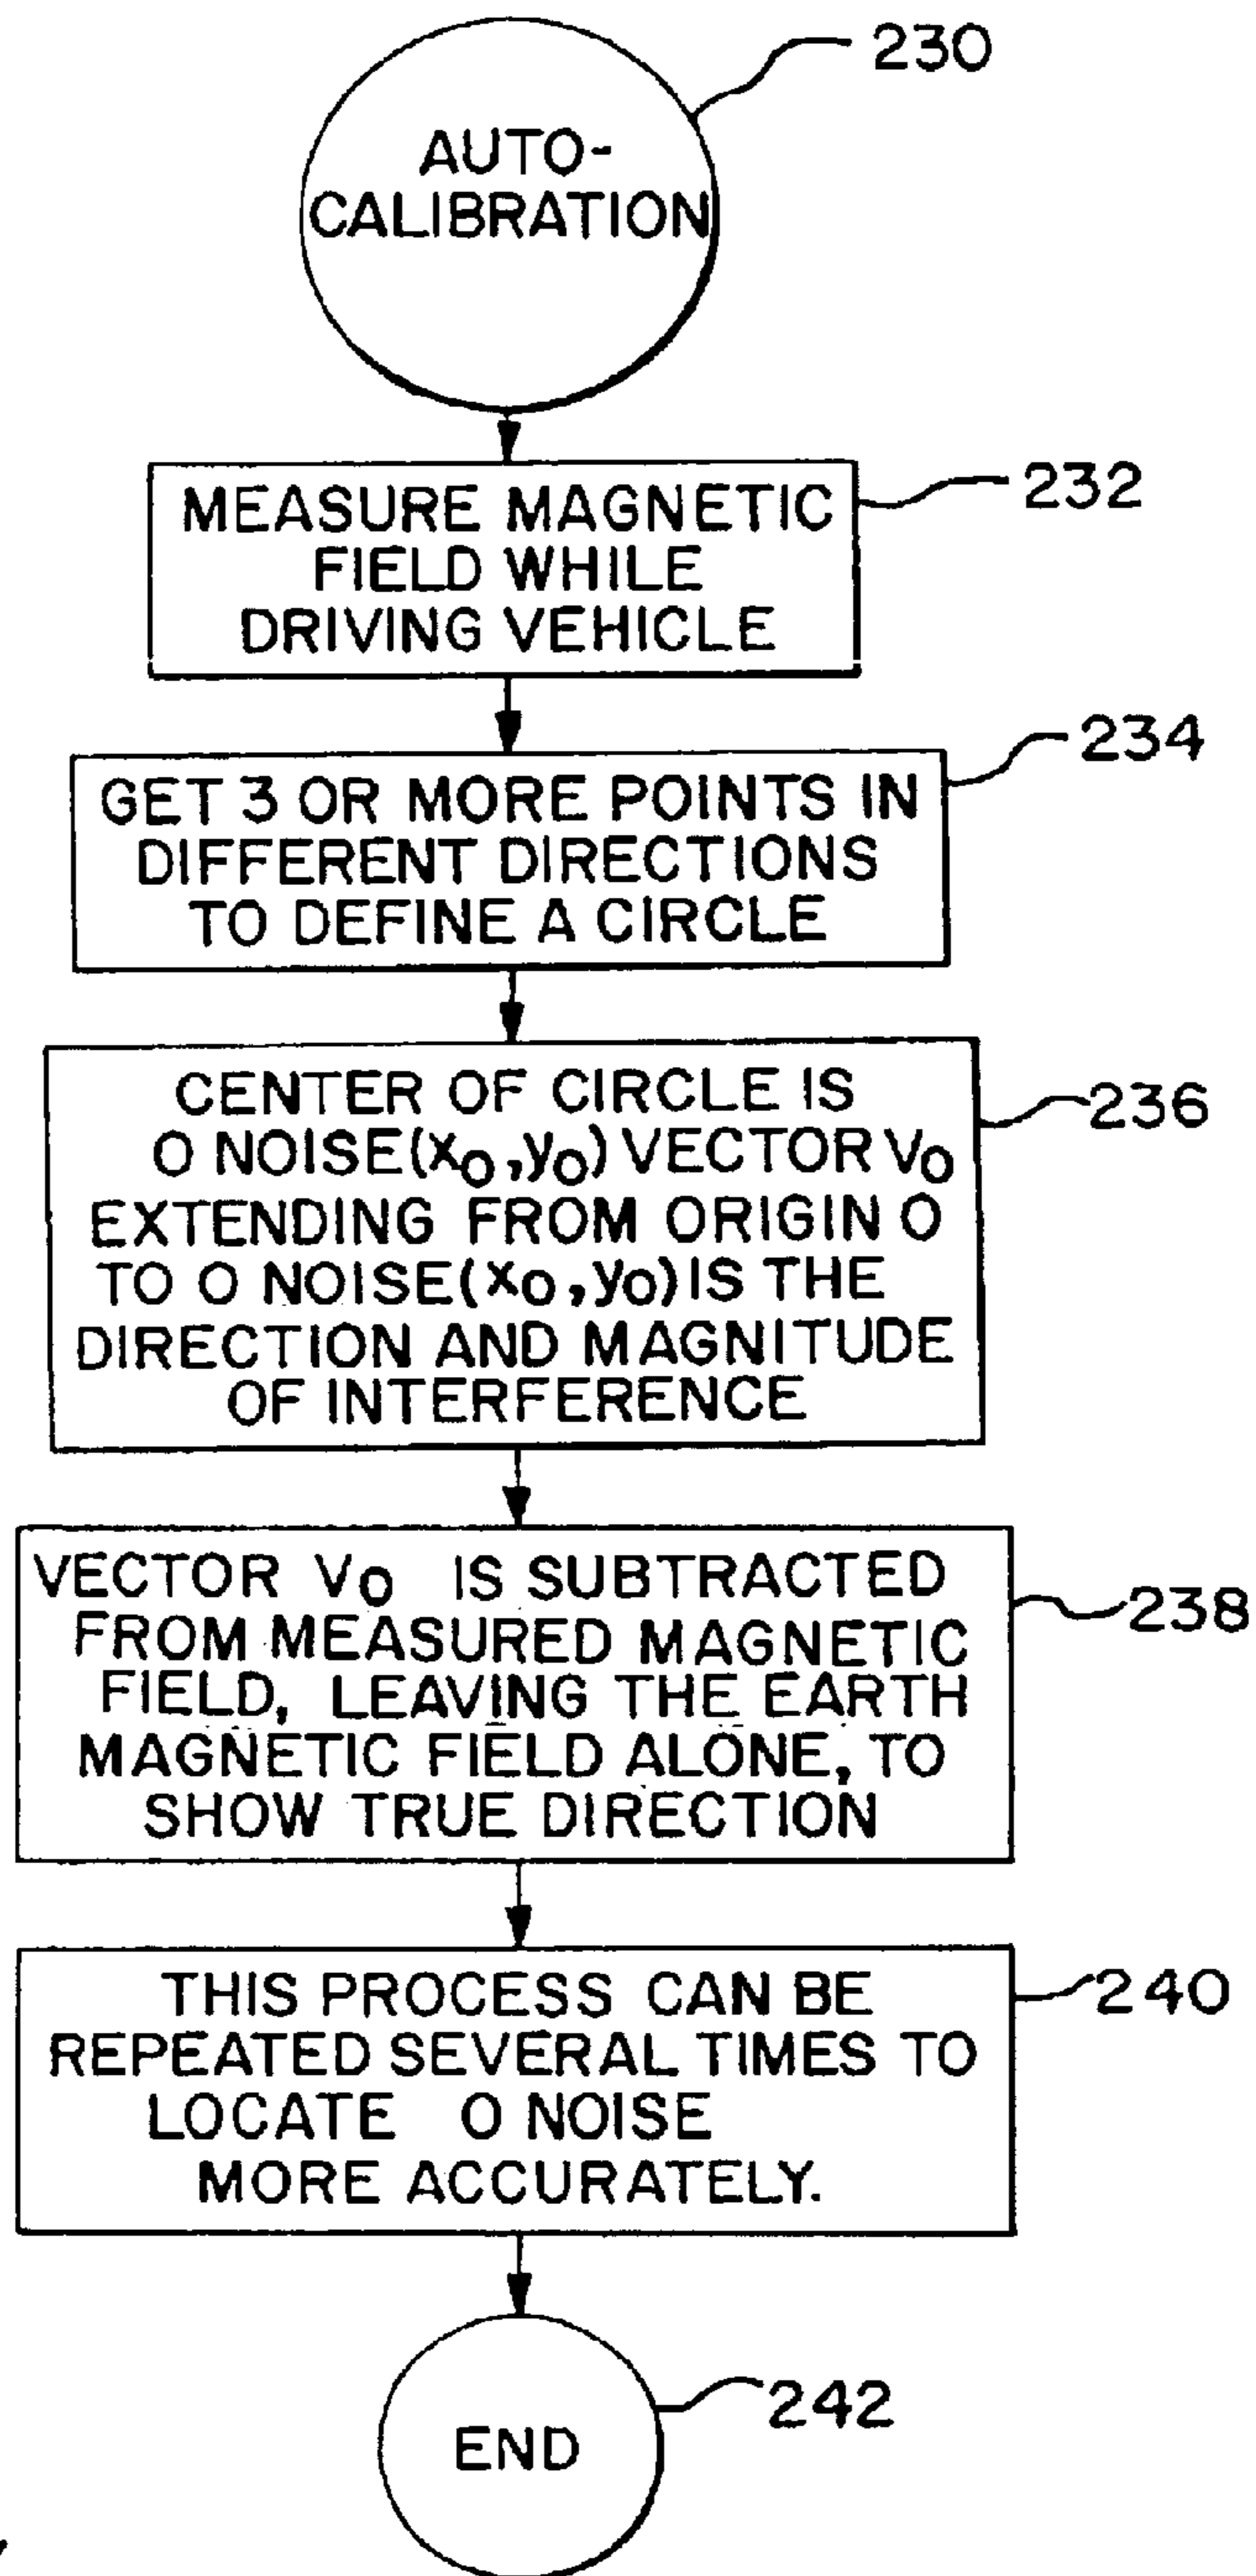 230
AUTO-
CALIBRATION
232
MEASURE MAGNETIC
FIELD WHILE
DRIVING VEHICLE
234
GET 3 OR MORE POINTS IN
DIFFERENT DIRECTIONS
TO DEFINE A CIRCLE
236
CENTER OF CIRCLE IS
O NOISE(x₀,y₀) VECTOR V₀
EXTENDING FROM ORIGIN O
TO O NOISE(x₀,y₀) IS THE
DIRECTION AND MAGNITUDE
OF INTERFERENCE
238
VECTOR V₀ IS SUBTRACTED
FROM MEASURED MAGNETIC
FIELD, LEAVING THE EARTH
MAGNETIC FIELD ALONE, TO
SHOW TRUE DIRECTION
240
THIS PROCESS CAN BE
REPEATED SEVERAL TIMES TO
LOCATE O NOISE
MORE ACCURATELY.
242
END